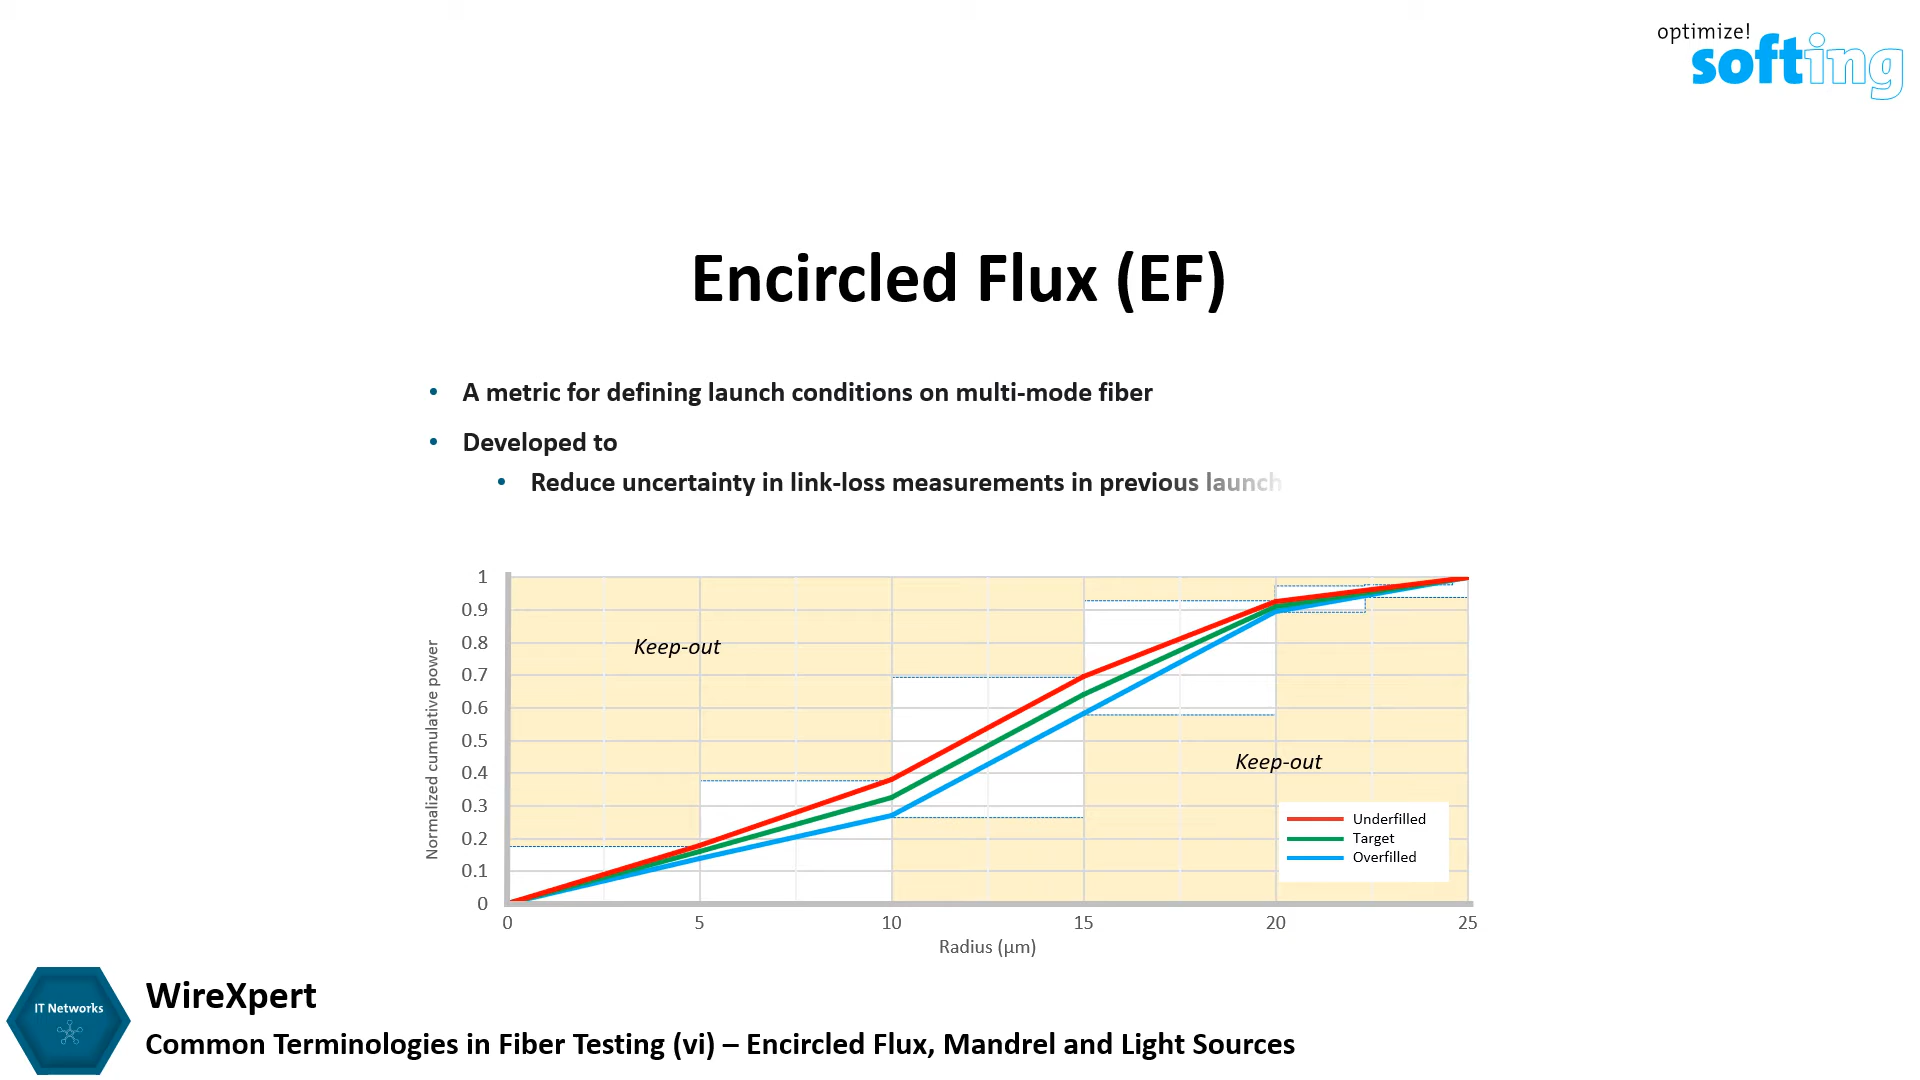 optimize!
softing
Encircled Flux (EF)
• A metric for defining launch conditions on multi-mode fiber
• Developed to
• Reduce uncertainty in link-loss measurements in previous launch
1
0.9
0.8
0.7
0.6
0.5
0.4
0.3
0.2
0.1
0
Normalized cumulative power
Keep-out
Keep-out
Underfilled
Target
Overfilled
0 5 10 15 20 25
Radius (µm)
IT Networks
WireXpert
Common Terminologies in Fiber Testing (vi) – Encircled Flux, Mandrel and Light Sources